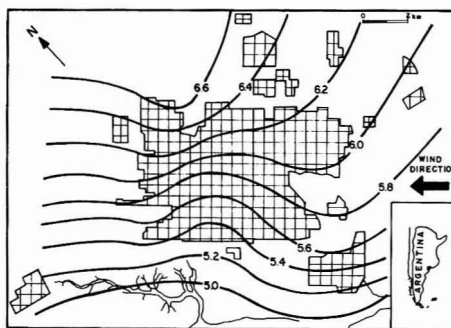 N
0 2 km
6.6
6.4
6.2
6.0
WIND
DIRECTION
5.8
5.6
5.4
5.2
5.0
ARGENTINA